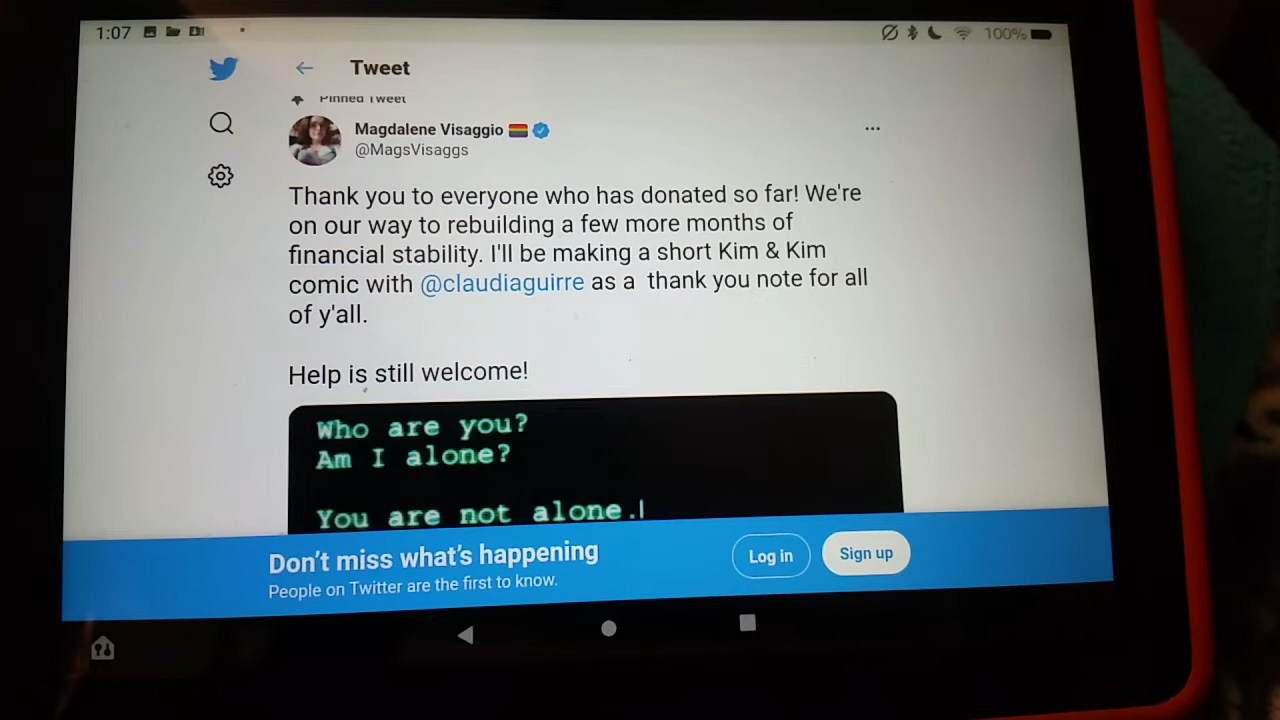 1:07
100%
Tweet
Pinned Tweet
Magdalene Visaggio
@MagsVisaggs
Thank you to everyone who has donated so far! We're
on our way to rebuilding a few more months of
financial stability. I'll be making a short Kim & Kim
comic with @claudiaguirre as a  thank you note for all
of y'all.
Help is still welcome!
Who are you?
Am I alone?
You are not alone.
Don't miss what's happening
People on Twitter are the first to know.
Log in
Sign up